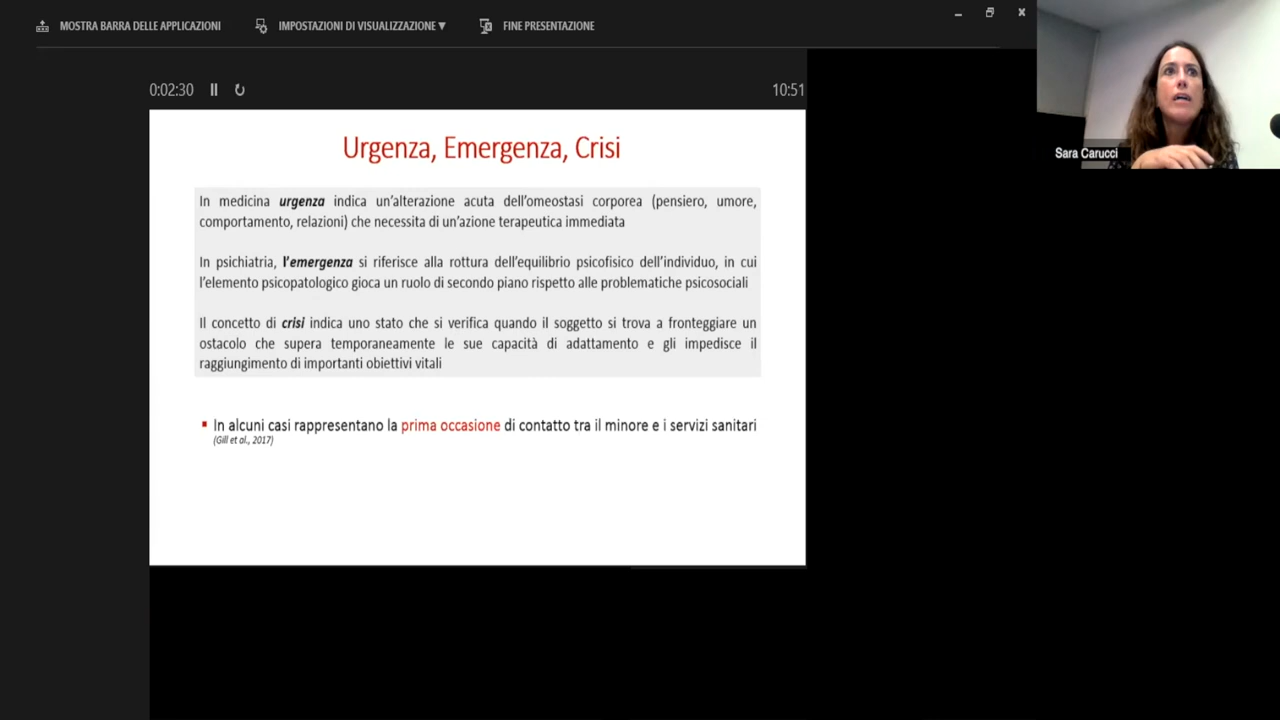 MOSTRA BARRA DELLE APPLICAZIONI IMPOSTAZIONI DI VISUALIZZAZIONE ▼ FINE PRESENTAZIONE
0:02:30 10:51
Sara Carucci
Urgenza, Emergenza, Crisi
In medicina urgenza indica un'alterazione acuta dell'omeostasi corporea (pensiero, umore,
comportamento, relazioni) che necessita di un'azione terapeutica immediata
In psichiatria, l'emergenza si riferisce alla rottura dell'equilibrio psicofisico dell'individuo, in cui
l'elemento psicopatologico gioca un ruolo di secondo piano rispetto alle problematiche psicosociali
Il concetto di crisi indica uno stato che si verifica quando il soggetto si trova a fronteggiare un
ostacolo che supera temporaneamente le sue capacità di adattamento e gli impedisce il
raggiungimento di importanti obiettivi vitali
▪ In alcuni casi rappresentano la prima occasione di contatto tra il minore e i servizi sanitari
(Gill et al., 2017)